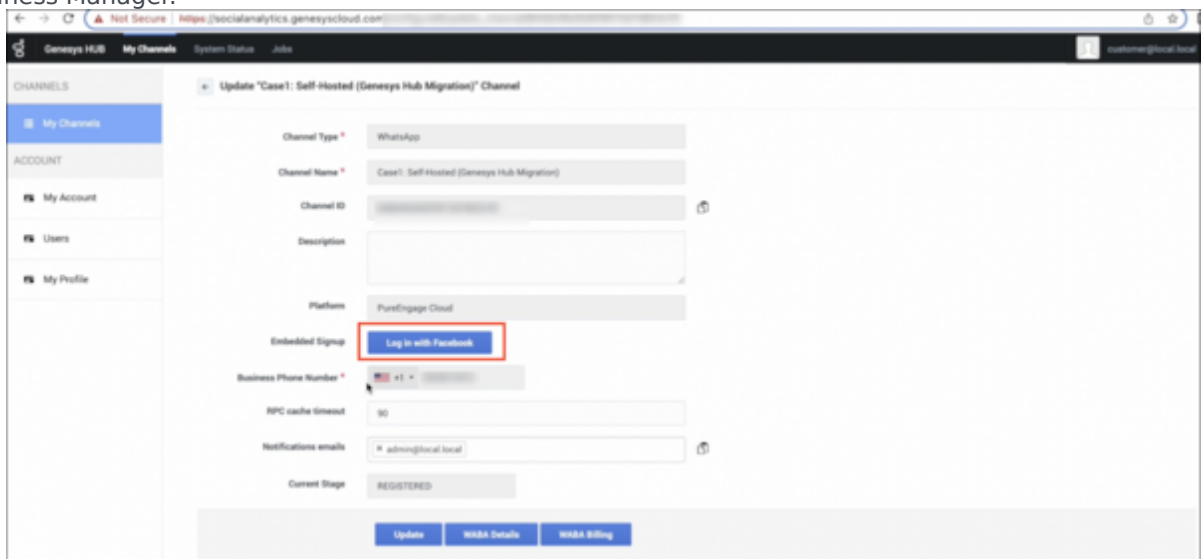 ness Manager.
Not Secure | https://socialanalytics.genesyscloud.com
Genesys HUB My Channels System Status Jobs customer@local.local
CHANNELS
Update "Case1: Self-Hosted (Genesys Hub Migration)" Channel
My Channels
Channel Type * WhatsApp
ACCOUNT
Channel Name * Case1: Self-Hosted (Genesys Hub Migration)
My Account
Channel ID
Users
Description
My Profile
Platform PureEngage Cloud
Embedded Signup Log in with Facebook
Business Phone Number * +1
RPC cache timeout 90
Notifications emails × admin@local.local
Current Stage REGISTERED
Update WABA Details WABA Billing